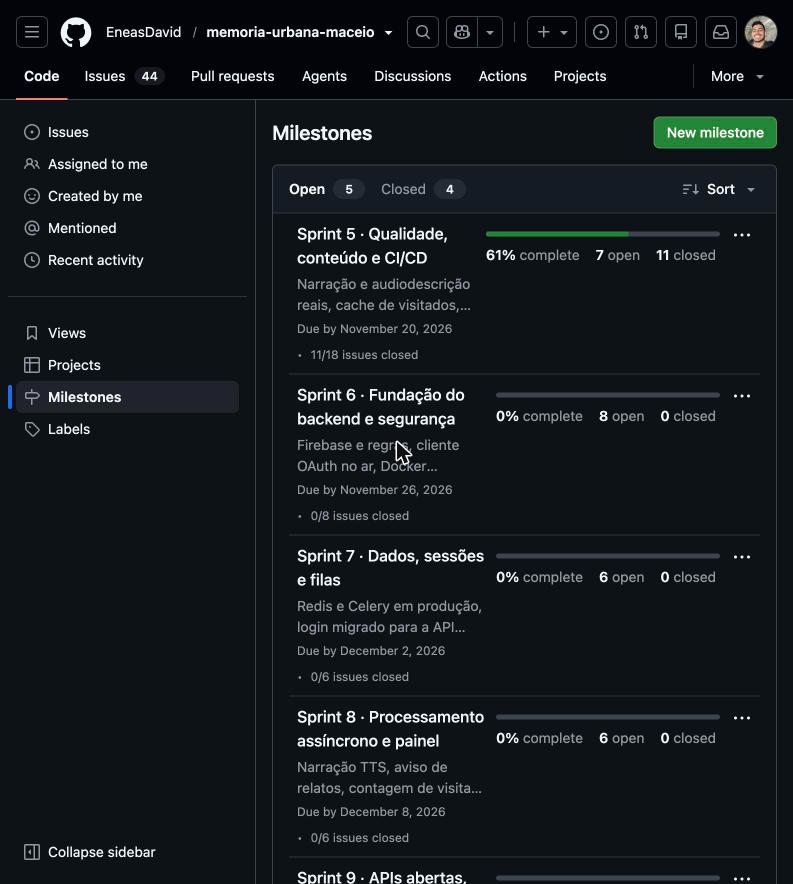 EneasDavid / memoria-urbana-maceio
Code Issues 44 Pull requests Agents Discussions Actions Projects More
Issues
Assigned to me
Created by me
Mentioned
Recent activity
Views
Projects
Milestones
Labels
Collapse sidebar
Milestones
New milestone
Open 5 Closed 4
Sort
Sprint 5 · Qualidade,
conteúdo e CI/CD
61% complete 7 open 11 closed
Narração e audiodescrição
reais, cache de visitados,...
Due by November 20, 2026
• 11/18 issues closed
Sprint 6 · Fundação do
backend e segurança
0% complete 8 open 0 closed
Firebase e regras, cliente
OAuth no ar, Docker...
Due by November 26, 2026
• 0/8 issues closed
Sprint 7 · Dados, sessões
e filas
0% complete 6 open 0 closed
Redis e Celery em produção,
login migrado para a API...
Due by December 2, 2026
• 0/6 issues closed
Sprint 8 · Processamento
assíncrono e painel
0% complete 6 open 0 closed
Narração TTS, aviso de
relatos, contagem de visita...
Due by December 8, 2026
• 0/6 issues closed
Sprint 9 · APIs abertas,